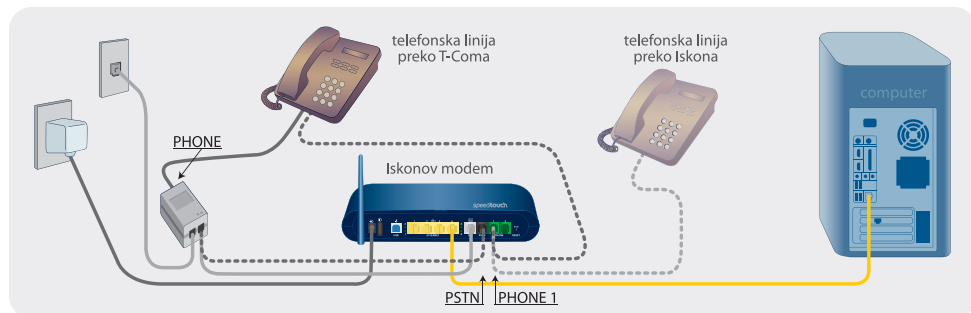 telefonska linija
preko T-Coma
telefonska linija
preko Iskona
computer
PHONE
Iskonov modem
speedtouch
PSTN
PHONE 1